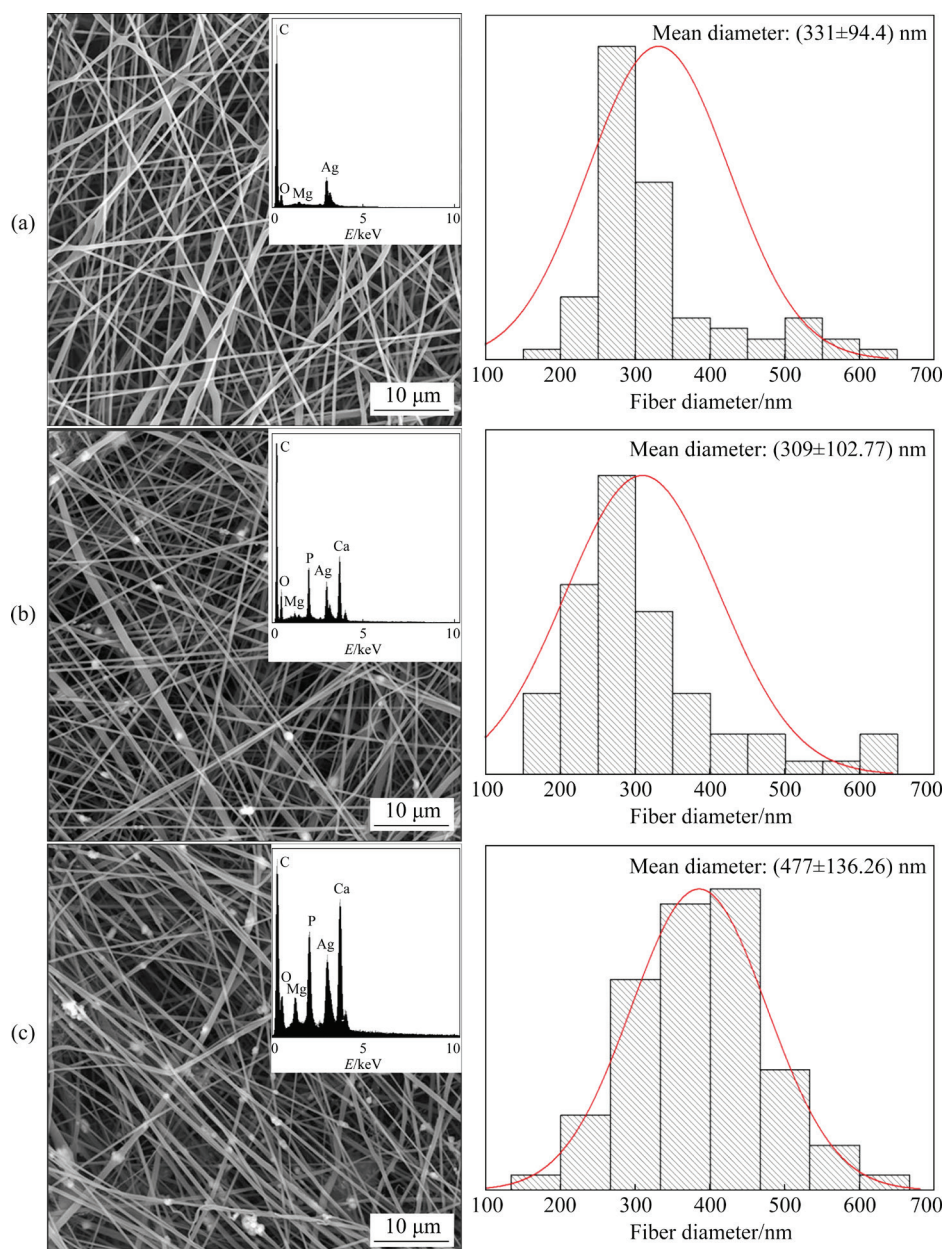 (a)
C
O
Mg
Ag
0
5
10
E/keV
10 μm
Mean diameter: (331±94.4) nm
100 200 300 400 500 600 700
Fiber diameter/nm
(b)
C
O
Mg
P
Ag
Ca
0
5
10
E/keV
10 μm
Mean diameter: (309±102.77) nm
100 200 300 400 500 600 700
Fiber diameter/nm
(c)
C
O
Mg
P
Ag
Ca
0
5
10
E/keV
10 μm
Mean diameter: (477±136.26) nm
100 200 300 400 500 600 700
Fiber diameter/nm